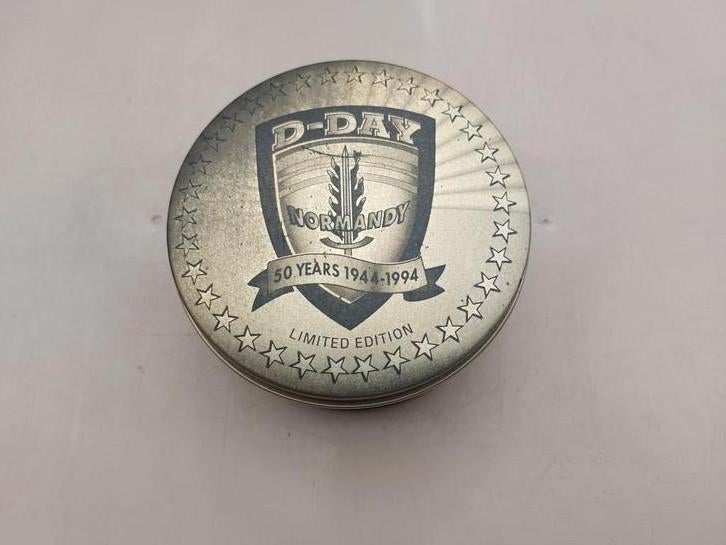 D-DAY
NORMANDY
50 YEARS 1944-1994
LIMITED EDITION